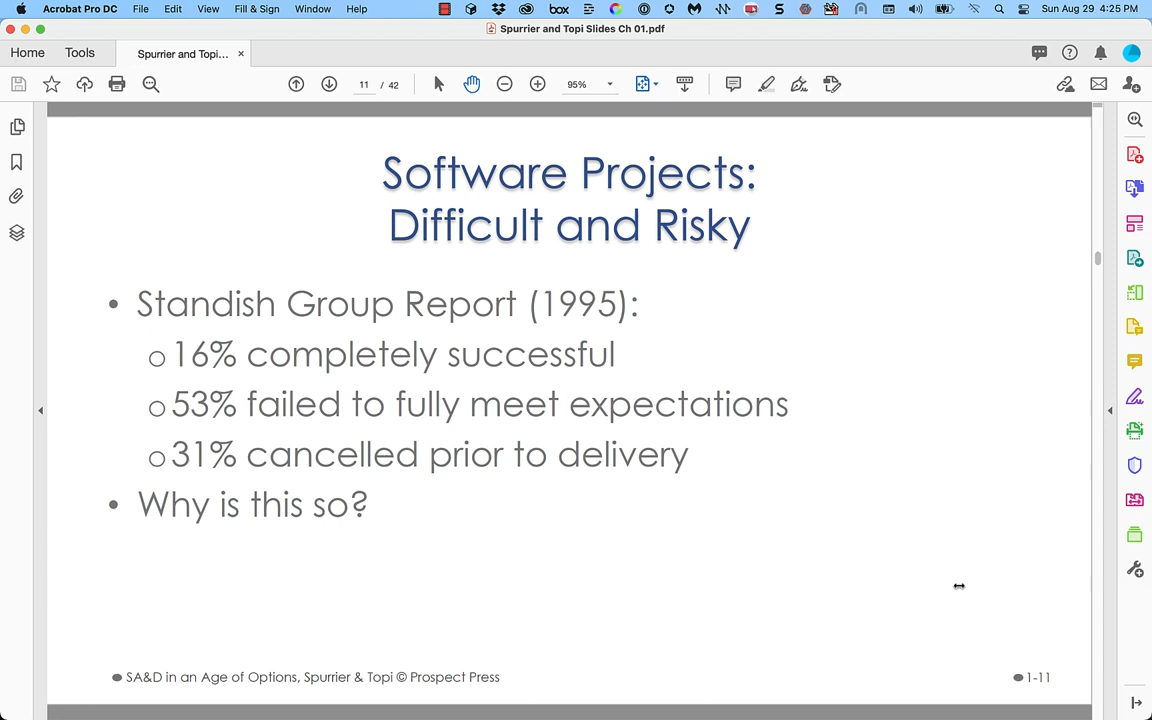 Acrobat Pro DC File Edit View Fill & Sign Window Help box Sun Aug 29 4:25 PM
Spurrier and Topi Slides Ch 01.pdf
Home Tools Spurrier and Topi... ×
11 / 42 95%
Software Projects:
Difficult and Risky
• Standish Group Report (1995):
o 16% completely successful
o 53% failed to fully meet expectations
o 31% cancelled prior to delivery
• Why is this so?
SA&D in an Age of Options, Spurrier & Topi © Prospect Press 1-11